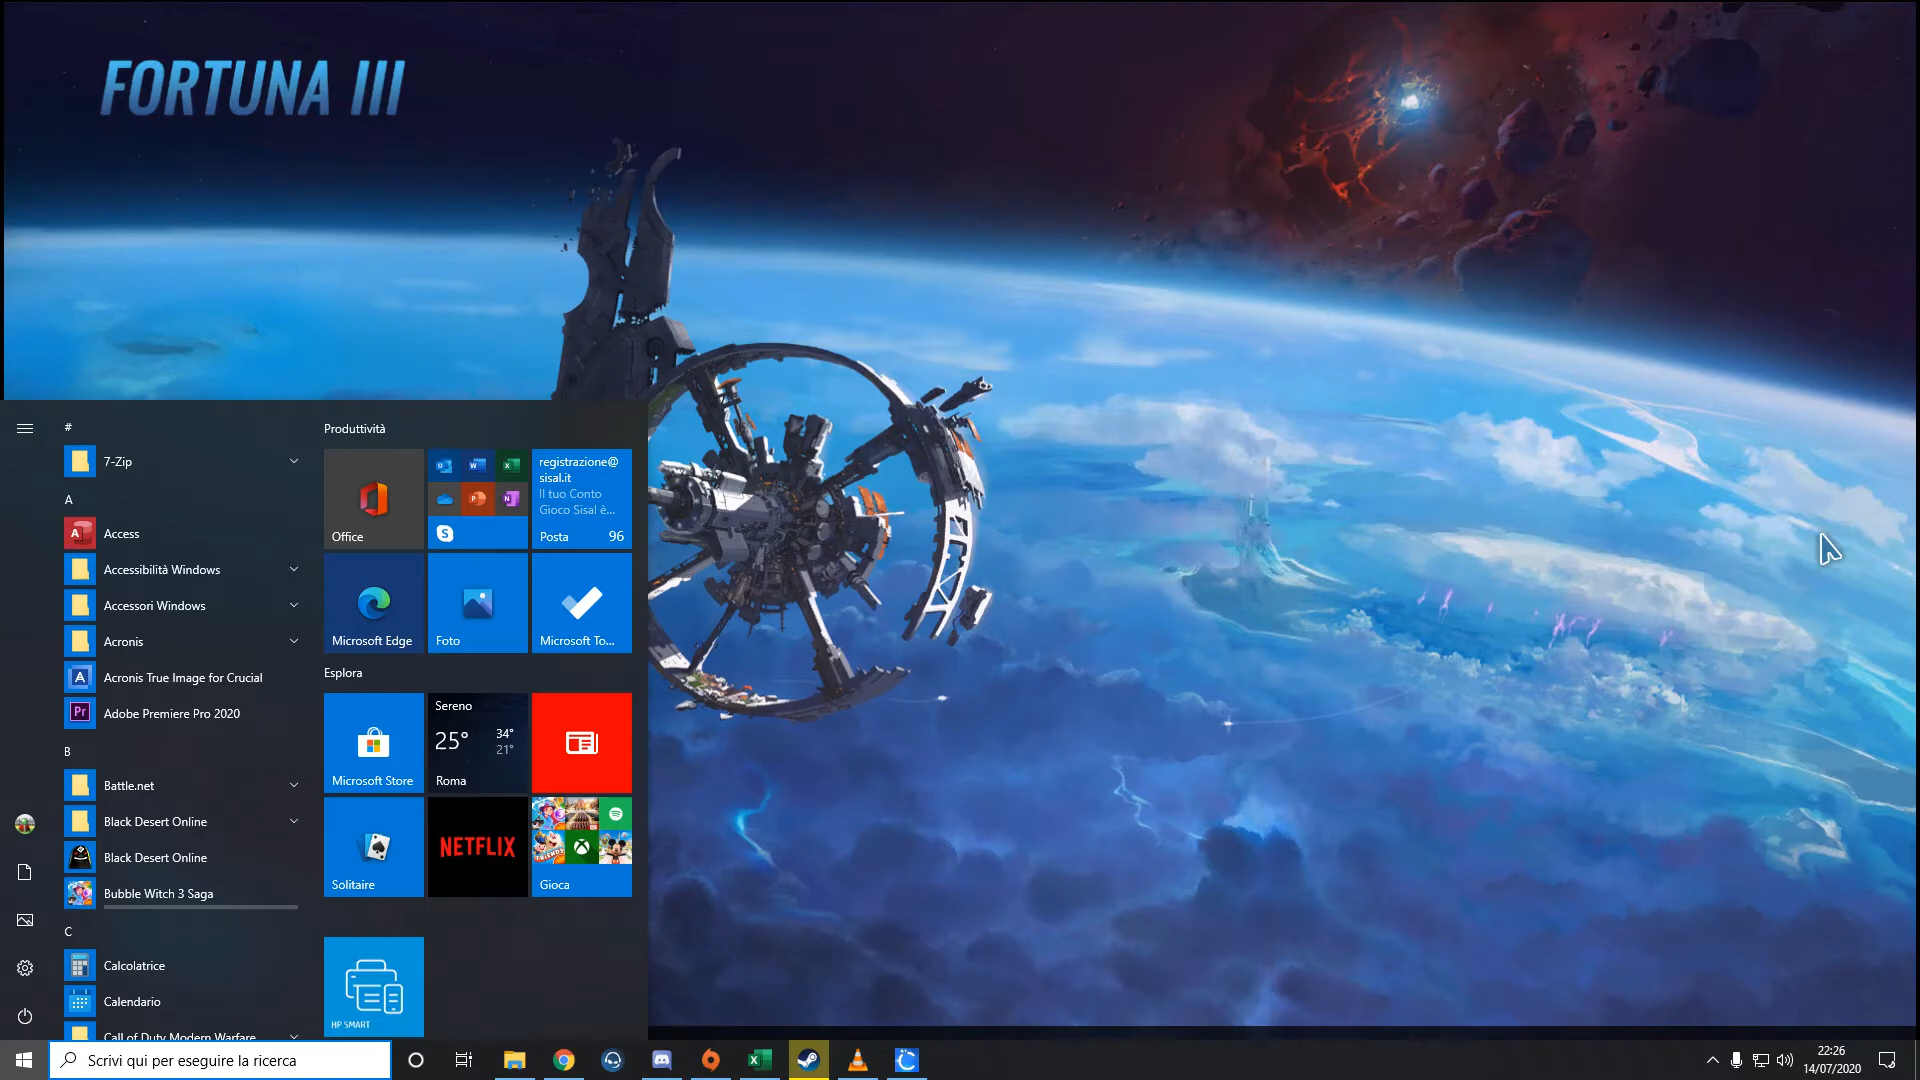 FORTUNA III
#
7-Zip
A
Access
Accessibilità Windows
Accessori Windows
Acronis
Acronis True Image for Crucial
Adobe Premiere Pro 2020
B
Battle.net
Black Desert Online
Black Desert Online
Bubble Witch 3 Saga
C
Calcolatrice
Calendario
Call of Duty Modern Warfare
Produttività
Office
registrazione@
sisal.it
Il tuo Conto
Gioco Sisal è...
Posta 96
Microsoft Edge
Foto
Microsoft To...
Esplora
Microsoft Store
Sereno
25° 34°
21°
Roma
Solitaire
NETFLIX
FRIENDS
Gioca
HP SMART
Scrivi qui per eseguire la ricerca
22:26
14/07/2020